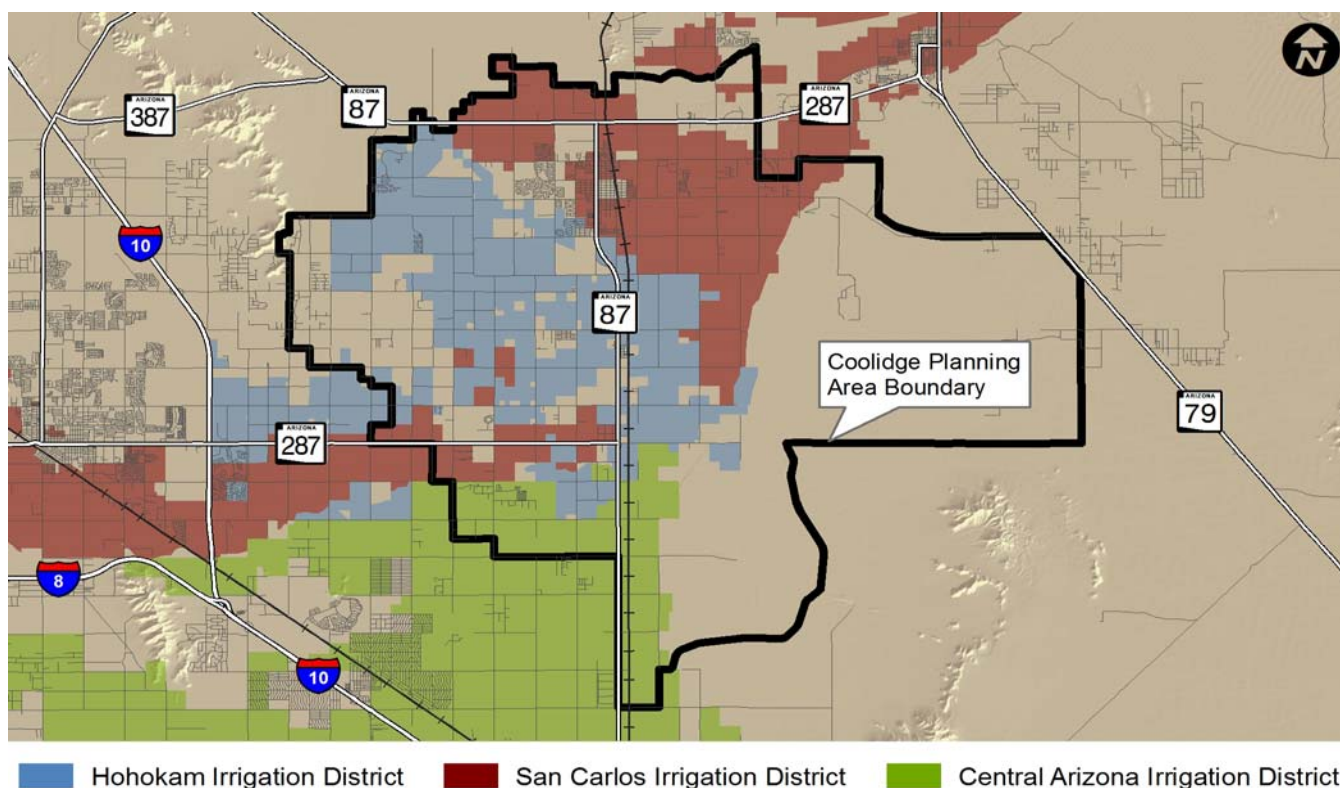 N
ARIZONA
387
ARIZONA
87
ARIZONA
287
10
ARIZONA
87
Coolidge Planning
Area Boundary
ARIZONA
79
ARIZONA
287
8
10
Hohokam Irrigation District
San Carlos Irrigation District
Central Arizona Irrigation District